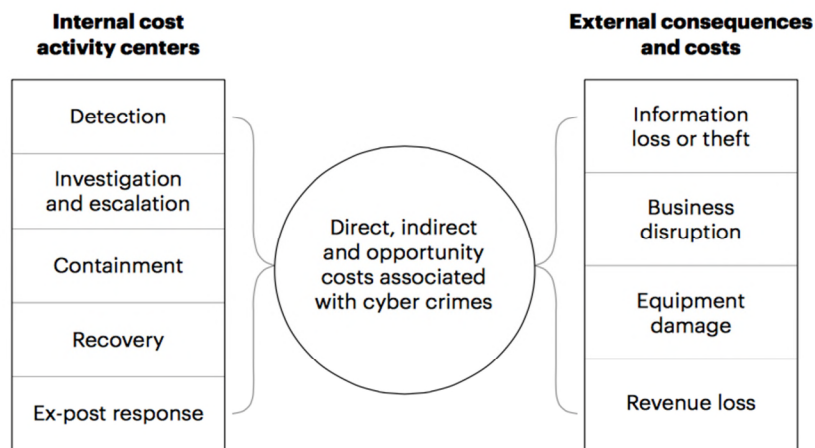 Internal cost
activity centers
Detection
Investigation
and escalation
Containment
Recovery
Ex-post response
Direct, indirect
and opportunity
costs associated
with cyber crimes
External consequences
and costs
Information
loss or theft
Business
disruption
Equipment
damage
Revenue loss